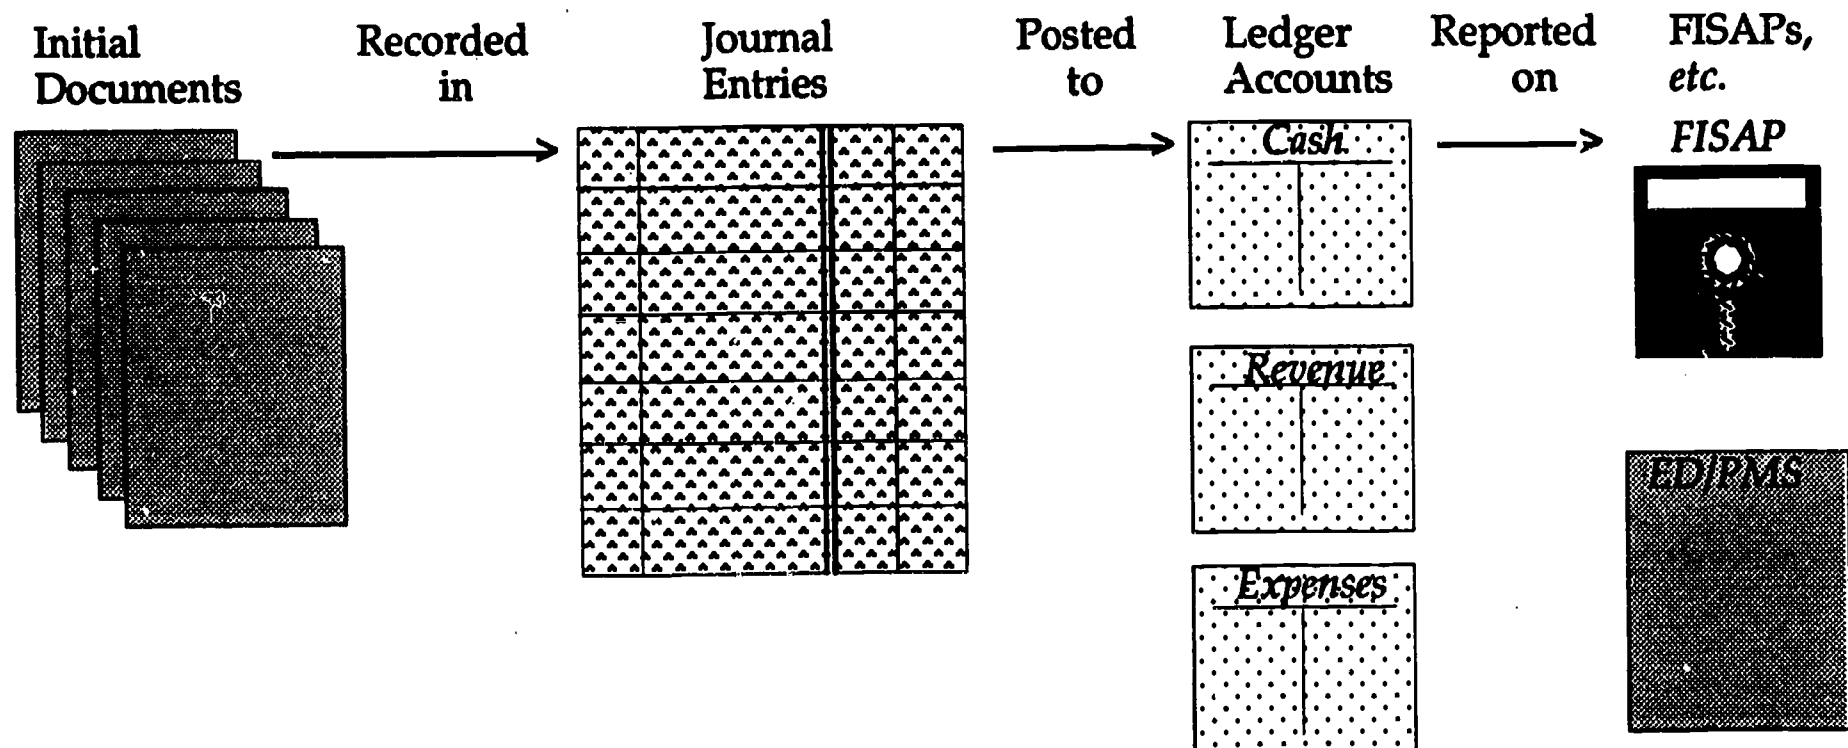 Initial
Documents
Recorded
in
Journal
Entries
Posted
to
Ledger
Accounts
Reported
on
FISAPs,
etc.
Cash
Revenue
Expenses
FISAP
ED/PMS